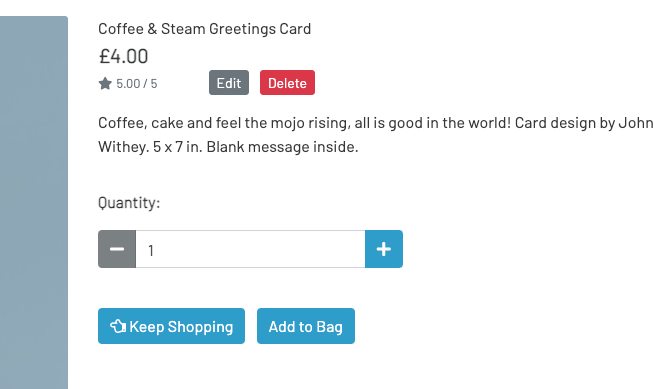 Coffee & Steam Greetings Card
£4.00
5.00 / 5 Edit Delete
Coffee, cake and feel the mojo rising, all is good in the world! Card design by John
Withey. 5 x 7 in. Blank message inside.
Quantity:
1
Keep Shopping Add to Bag